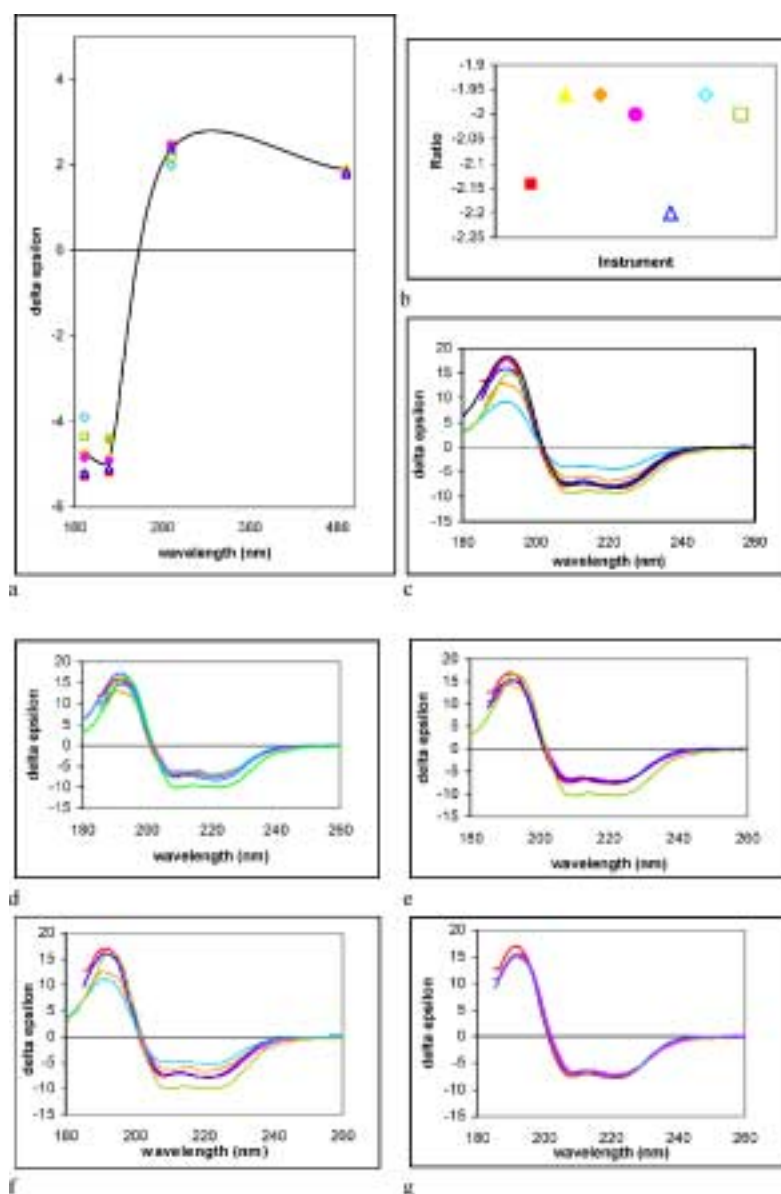 4
2
0
-2
-4
-6
delta epsilon
180 280 380 480
wavelength (nm)
a
-1.9
-1.95
-2
-2.05
-2.1
-2.15
-2.2
-2.25
Ratio
Instrument
b
20
15
10
5
0
-5
-10
-15
delta epsilon
180 200 220 240 260
wavelength (nm)
c
20
15
10
5
0
-5
-10
-15
delta epsilon
180 200 220 240 260
wavelength (nm)
d
20
15
10
5
0
-5
-10
-15
delta epsilon
180 200 220 240 260
wavelength (nm)
e
20
15
10
5
0
-5
-10
-15
delta epsilon
180 200 220 240 260
wavelength (nm)
f
20
15
10
5
0
-5
-10
-15
delta epsilon
180 200 220 240 260
wavelength (nm)
g